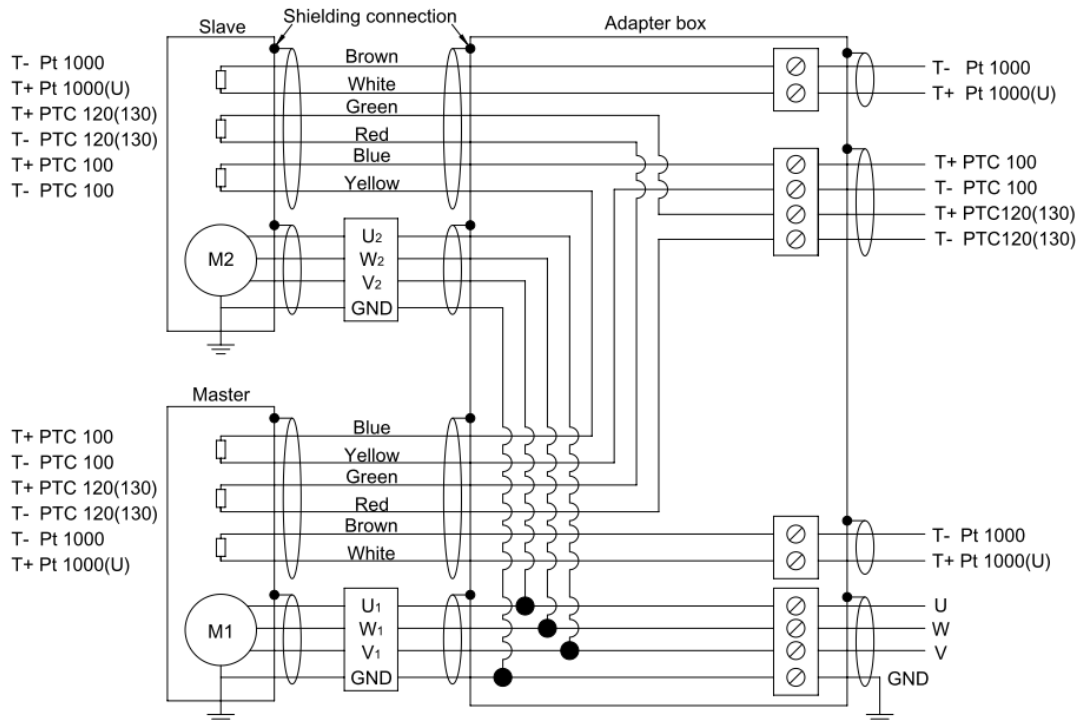 Shielding connection
Slave
Adapter box
T- Pt 1000
T+ Pt 1000(U)
T+ PTC 120(130)
T- PTC 120(130)
T+ PTC 100
T- PTC 100
Brown
White
Green
Red
Blue
Yellow
T- Pt 1000
T+ Pt 1000(U)
T+ PTC 100
T- PTC 100
T+ PTC120(130)
T- PTC120(130)
M2
U2
W2
V2
GND
Master
T+ PTC 100
T- PTC 100
T+ PTC 120(130)
T- PTC 120(130)
T- Pt 1000
T+ Pt 1000(U)
Blue
Yellow
Green
Red
Brown
White
T- Pt 1000
T+ Pt 1000(U)
M1
U1
W1
V1
GND
U
W
V
GND